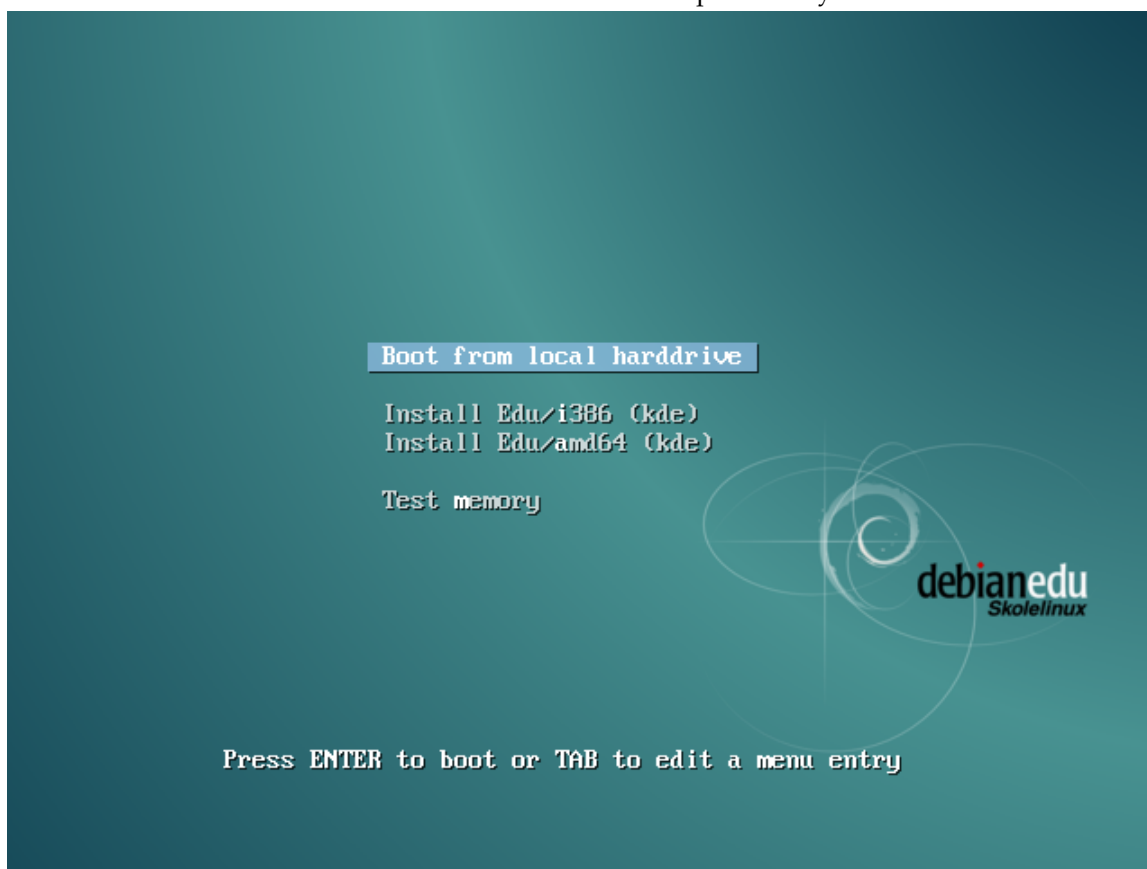 Boot from local harddrive
Install Edu/i386 (kde)
Install Edu/amd64 (kde)
Test memory
debianedu
Skolelinux
Press ENTER to boot or TAB to edit a menu entry